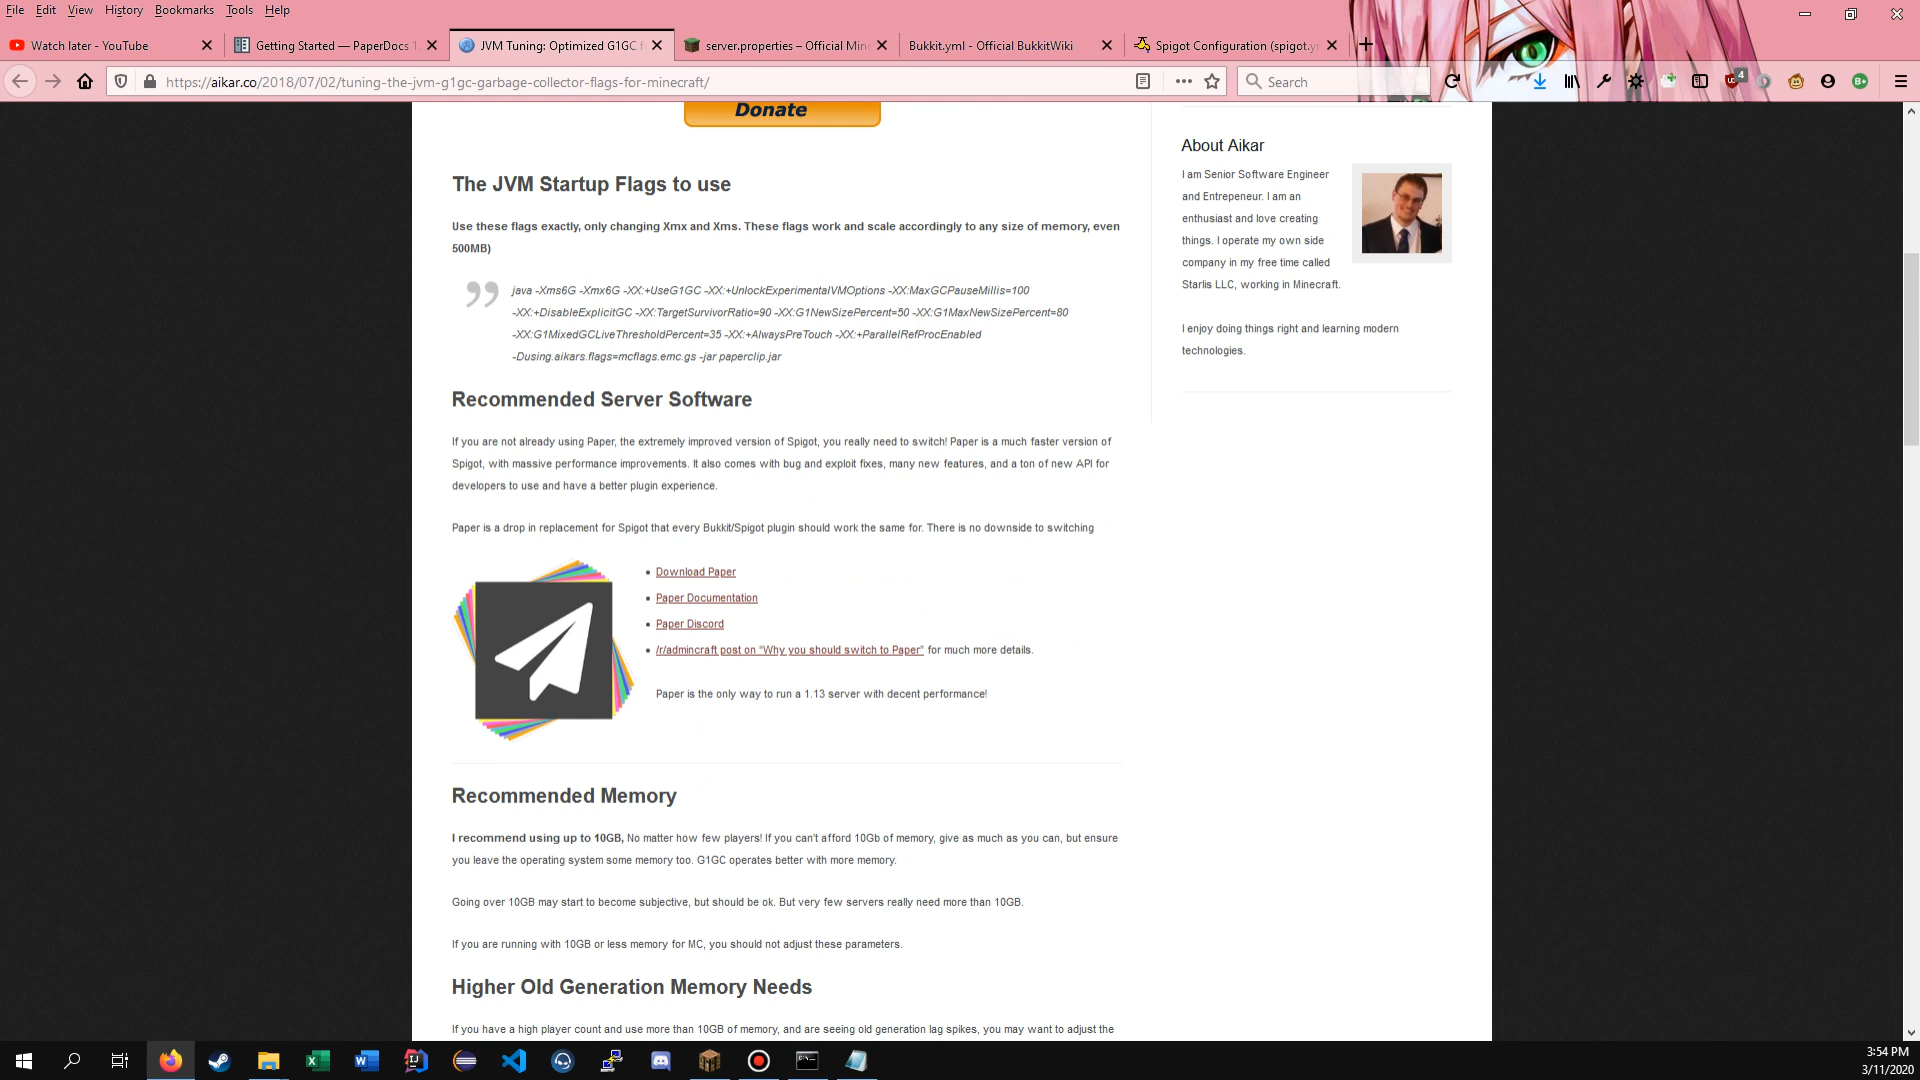 File Edit View History Bookmarks Tools Help
Watch later - YouTube
Getting Started — PaperDocs
JVM Tuning: Optimized G1GC
server.properties – Official Min
Bukkit.yml - Official BukkitWiki
Spigot Configuration (spigot.y
https://aikar.co/2018/07/02/tuning-the-jvm-g1gc-garbage-collector-flags-for-minecraft/
Search
4
Donate
The JVM Startup Flags to use
Use these flags exactly, only changing Xmx and Xms. These flags work and scale accordingly to any size of memory, even
500MB)
java -Xms6G -Xmx6G -XX:+UseG1GC -XX:+UnlockExperimentalVMOptions -XX:MaxGCPauseMillis=100
-XX:+DisableExplicitGC -XX:TargetSurvivorRatio=90 -XX:G1NewSizePercent=50 -XX:G1MaxNewSizePercent=80
-XX:G1MixedGCLiveThresholdPercent=35 -XX:+AlwaysPreTouch -XX:+ParallelRefProcEnabled
-Dusing.aikars.flags=mcflags.emc.gs -jar paperclip.jar
Recommended Server Software
If you are not already using Paper, the extremely improved version of Spigot, you really need to switch! Paper is a much faster version of
Spigot, with massive performance improvements. It also comes with bug and exploit fixes, many new features, and a ton of new API for
developers to use and have a better plugin experience.
Paper is a drop in replacement for Spigot that every Bukkit/Spigot plugin should work the same for. There is no downside to switching
Download Paper
Paper Documentation
Paper Discord
/r/admincraft post on “Why you should switch to Paper” for much more details.
Paper is the only way to run a 1.13 server with decent performance!
Recommended Memory
I recommend using up to 10GB, No matter how few players! If you can't afford 10Gb of memory, give as much as you can, but ensure
you leave the operating system some memory too. G1GC operates better with more memory.
Going over 10GB may start to become subjective, but should be ok. But very few servers really need more than 10GB.
If you are running with 10GB or less memory for MC, you should not adjust these parameters.
Higher Old Generation Memory Needs
If you have a high player count and use more than 10GB of memory, and are seeing old generation lag spikes, you may want to adjust the
About Aikar
I am Senior Software Engineer
and Entrepeneur. I am an
enthusiast and love creating
things. I operate my own side
company in my free time called
Starlis LLC, working in Minecraft.
I enjoy doing things right and learning modern
technologies.
3:54 PM
3/11/2020